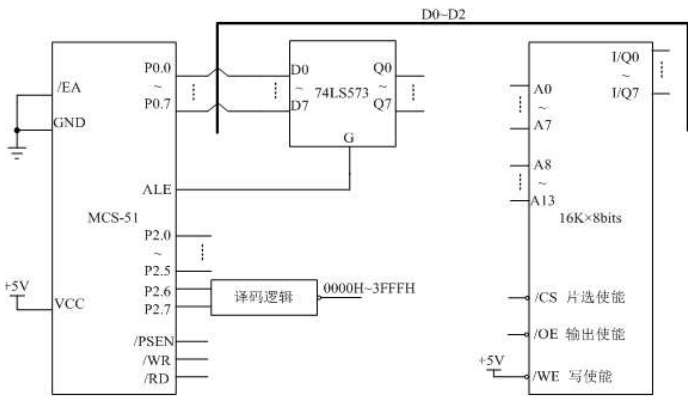 D0~D2
/EA
GND
ALE
MCS-51
+5V
VCC
P0.0
~
P0.7
P2.0
~
P2.5
P2.6
P2.7
/PSEN
/WR
/RD
D0
~
D7
74LS573
Q0
~
Q7
G
译码逻辑
0000H~3FFFH
I/Q0
~
I/Q7
A0
~
A7
A8
~
A13
16K×8bits
/CS 片选使能
/OE 输出使能
+5V
/WE 写使能